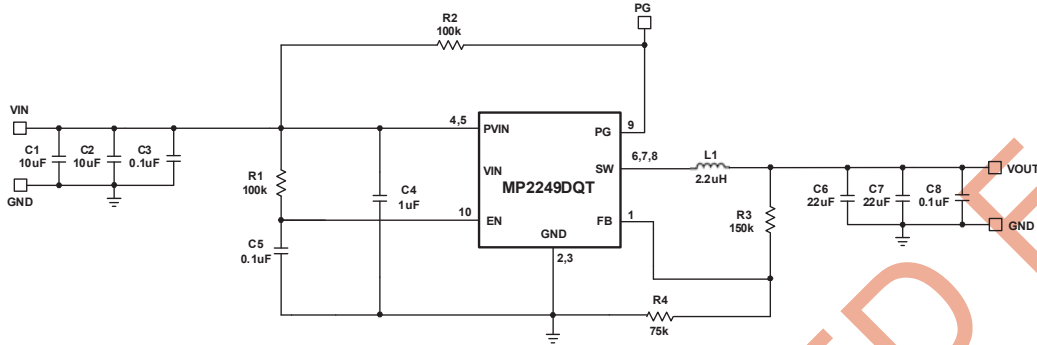 PG
R2
100k
VIN
C1
10uF
C2
10uF
C3
0.1uF
GND
R1
100k
C5
0.1uF
C4
1uF
4,5
PVIN
VIN
MP2249DQT
10
EN
GND
2,3
PG
9
SW
6,7,8
FB
1
L1
2.2uH
R3
150k
R4
75k
C6
22uF
C7
22uF
C8
0.1uF
VOUT
GND